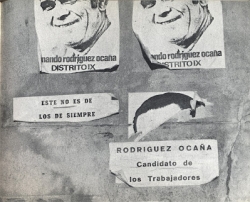 nando rodríguez ocaña
DISTRITO IX
nando rodríguez ocaña
DISTRITO IX
ESTE NO ES DE
LOS DE SIEMPRE
RODRIGUEZ OCAÑA
Candidato de
los Trabajadores